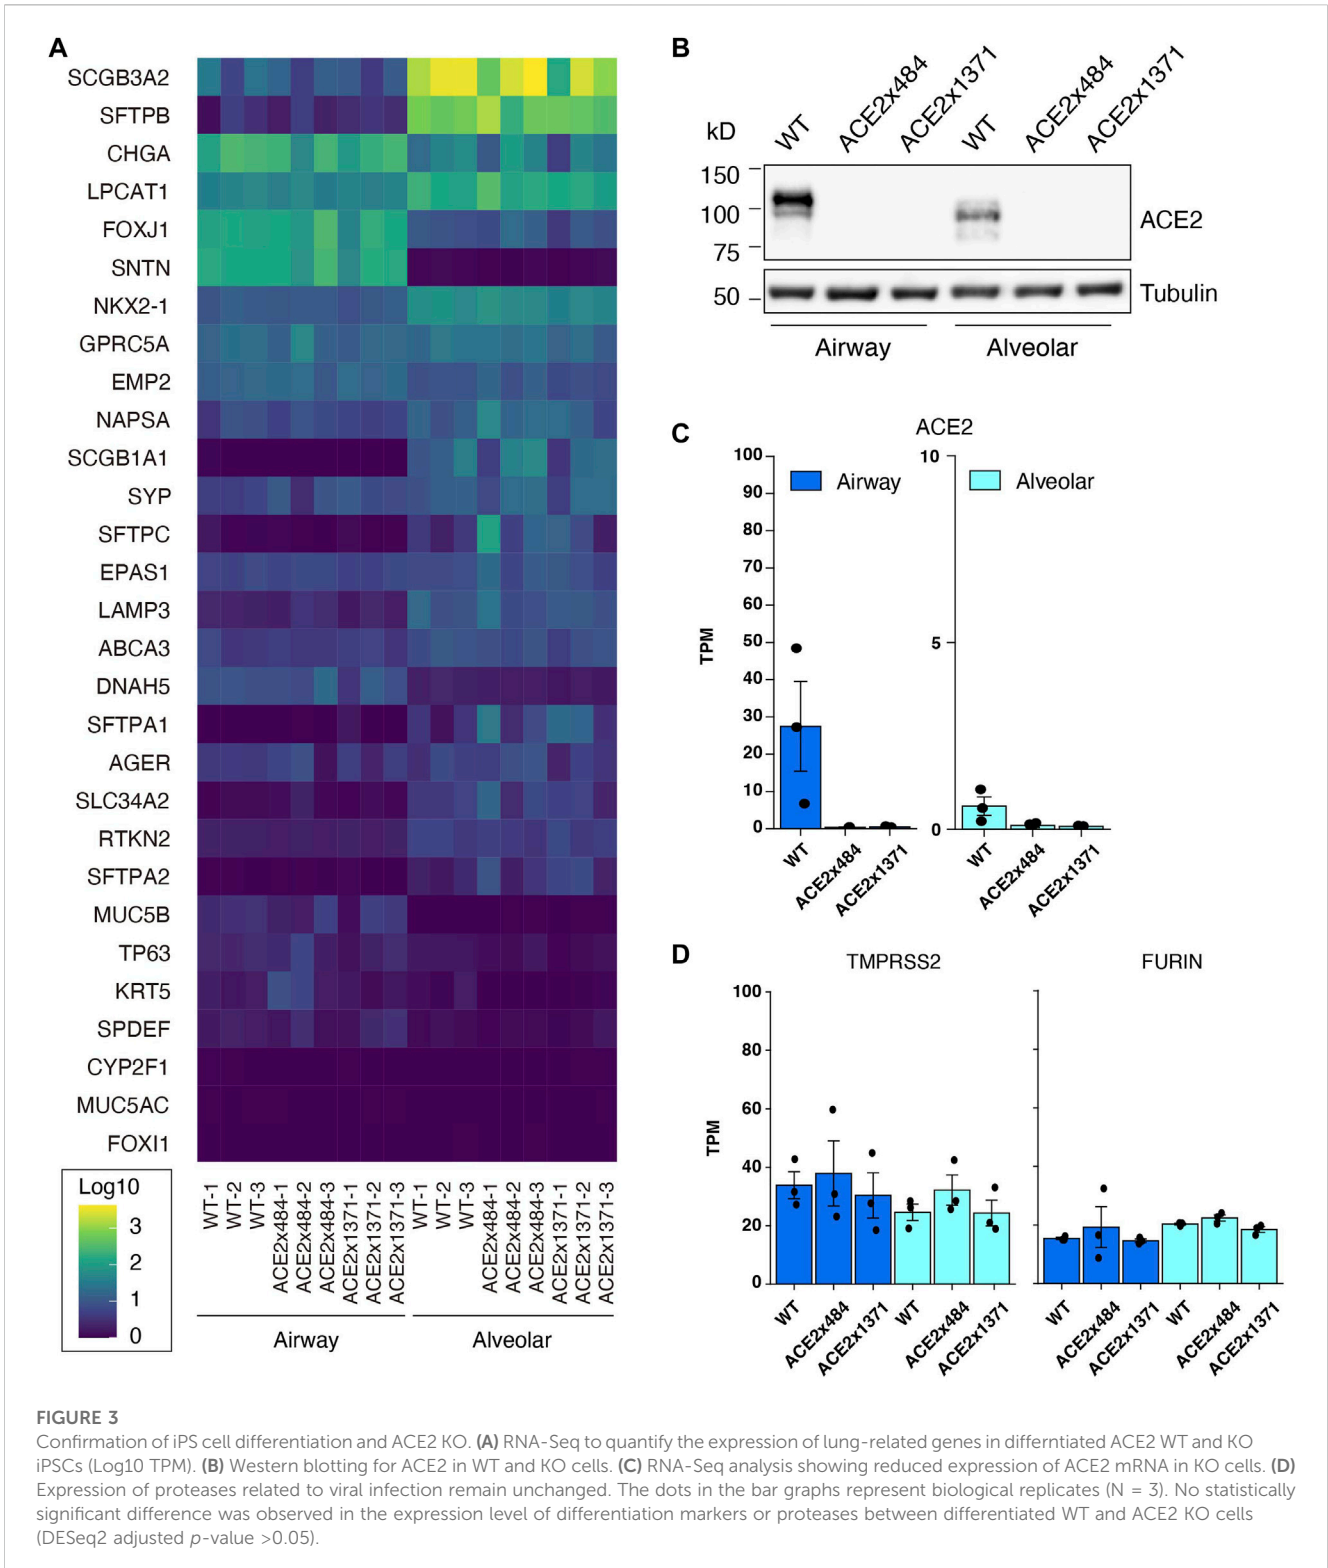 A
SCGB3A2
SFTPB
CHGA
LPCAT1
FOXJ1
SNTN
NKX2-1
GPRC5A
EMP2
NAPSA
SCGB1A1
SYP
SFTPC
EPAS1
LAMP3
ABCA3
DNAH5
SFTPA1
AGER
SLC34A2
RTKN2
SFTPA2
MUC5B
TP63
KRT5
SPDEF
CYP2F1
MUC5AC
FOXI1
Log10
3
2
1
0
WT-1
WT-2
WT-3
ACE2x484-1
ACE2x484-2
ACE2x484-3
ACE2x1371-1
ACE2x1371-2
ACE2x1371-3
WT-1
WT-2
WT-3
ACE2x484-1
ACE2x484-2
ACE2x484-3
ACE2x1371-1
ACE2x1371-2
ACE2x1371-3
Airway
Alveolar
B
kD
WT
ACE2x484
ACE2x1371
WT
ACE2x484
ACE2x1371
150
100
75
50
ACE2
Tubulin
Airway
Alveolar
C
ACE2
TPM
100
90
80
70
60
50
40
30
20
10
0
Airway
WT
ACE2x484
ACE2x1371
10
5
0
Alveolar
WT
ACE2x484
ACE2x1371
D
TMPRSS2
FURIN
TPM
100
80
60
40
20
0
WT
ACE2x484
ACE2x1371
WT
ACE2x484
ACE2x1371
WT
ACE2x484
ACE2x1371
WT
ACE2x484
ACE2x1371
FIGURE 3
Confirmation of iPS cell differentiation and ACE2 KO. (A) RNA-Seq to quantify the expression of lung-related genes in differntiated ACE2 WT and KO
iPSCs (Log10 TPM). (B) Western blotting for ACE2 in WT and KO cells. (C) RNA-Seq analysis showing reduced expression of ACE2 mRNA in KO cells. (D)
Expression of proteases related to viral infection remain unchanged. The dots in the bar graphs represent biological replicates (N = 3). No statistically
significant difference was observed in the expression level of differentiation markers or proteases between differentiated WT and ACE2 KO cells
(DESeq2 adjusted p-value >0.05).